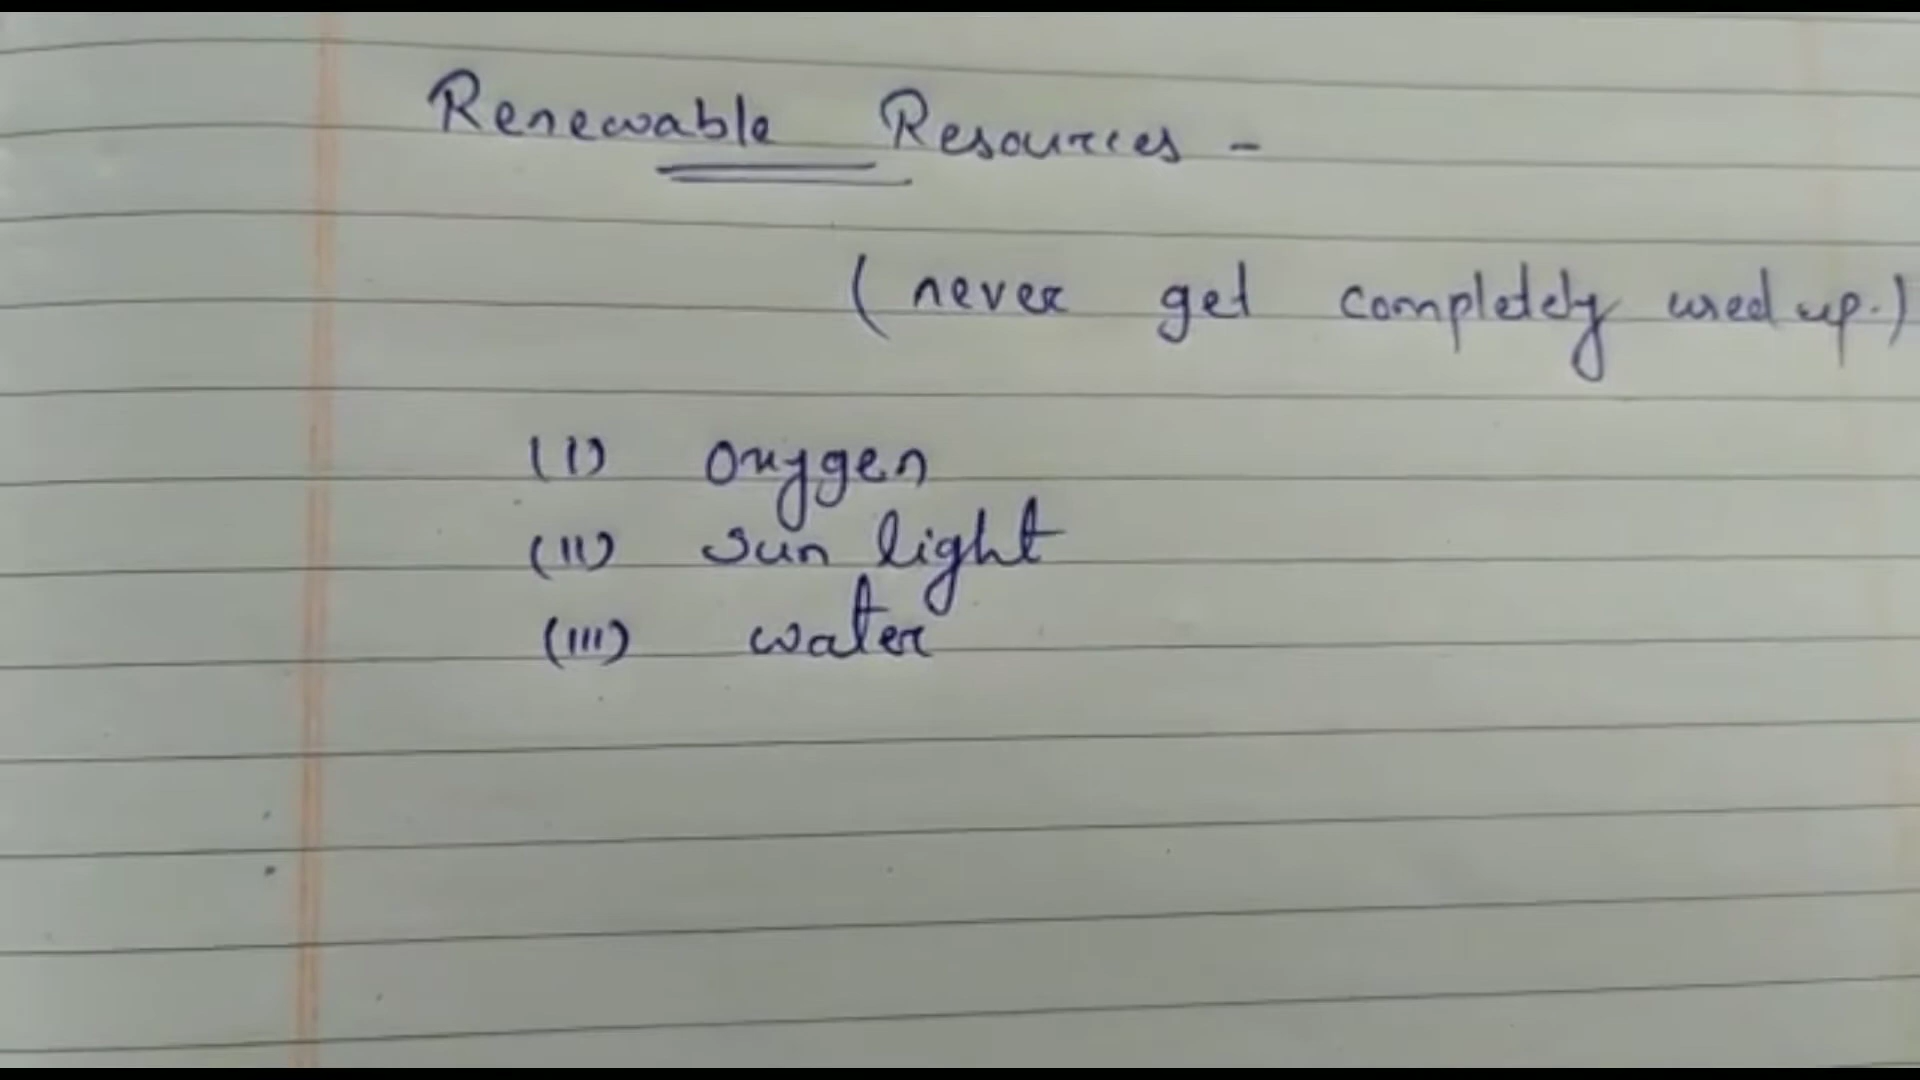 Renewable Resources -
(never get completely used up.)
(I) oxygen
(II) sun light
(III) water